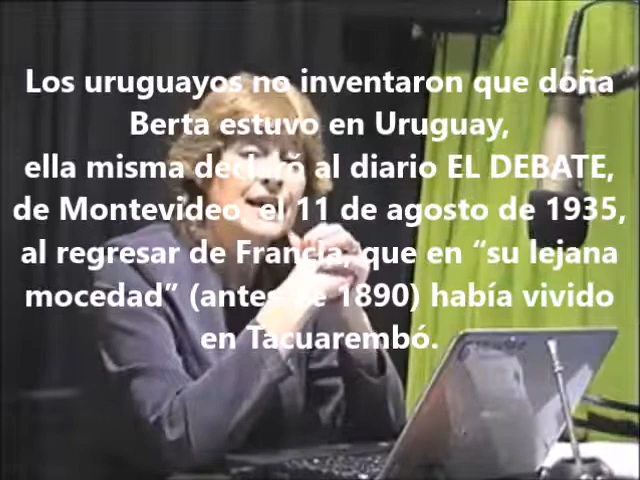 Los uruguayos no inventaron que doña
Berta estuvo en Uruguay,
ella misma declaró al diario EL DEBATE,
de Montevideo, el 11 de agosto de 1935,
al regresar de Francia, que en “su lejana
mocedad” (antes de 1890) había vivido
en Tacuarembó.